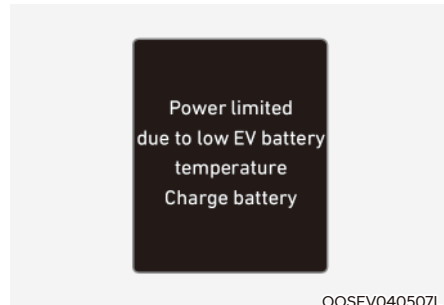 Power limited
due to low EV battery
temperature
Charge battery
OOSEV040507L